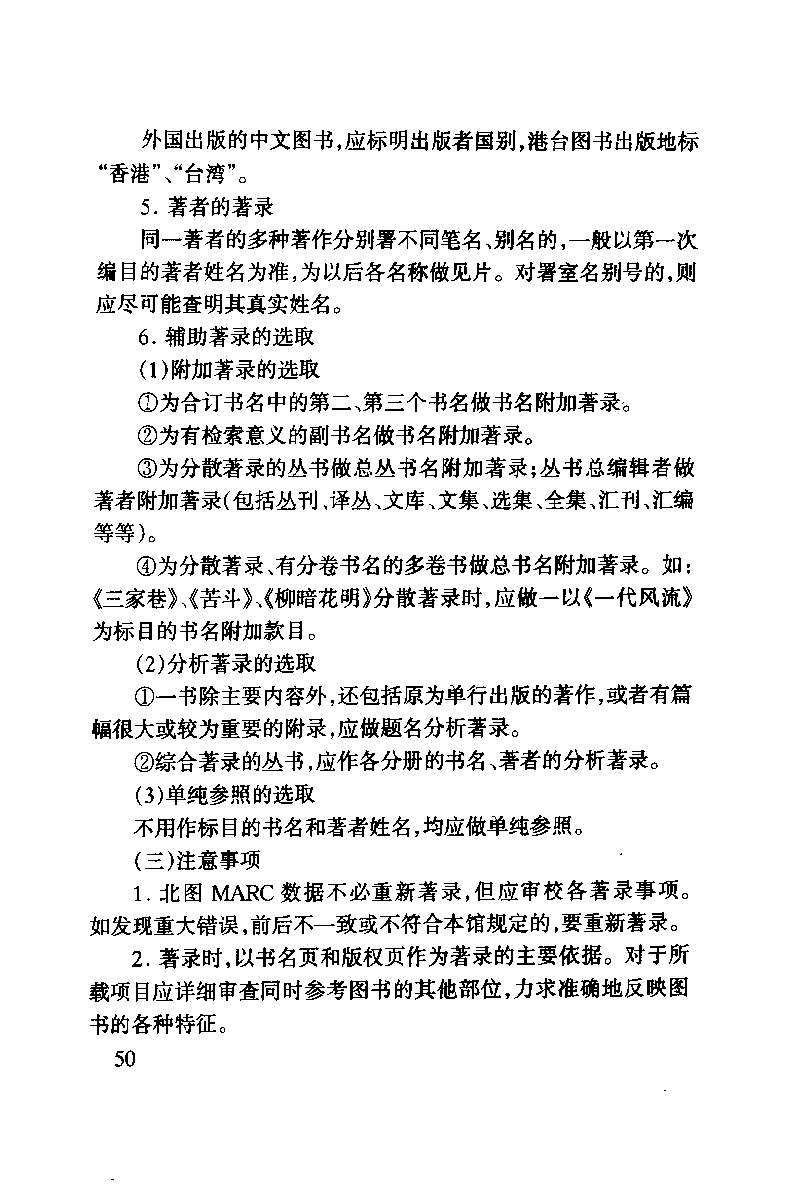 外国出版的中文图书,应标明出版者国别,港台图书出版地标
“香港”、“台湾”。
5. 著者的著录
同一著者的多种著作分别署不同笔名、别名的,一般以第一次
编目的著者姓名为准,为以后各名称做见片。对署室名别号的,则
应尽可能查明其真实姓名。
6. 辅助著录的选取
(1)附加著录的选取
①为合订书名中的第二、第三个书名做书名附加著录。
②为有检索意义的副书名做书名附加著录。
③为分散著录的丛书做总丛书名附加著录;丛书总编辑者做
著者附加著录(包括丛刊、译丛、文库、文集、选集、全集、汇刊、汇编
等等)。
④为分散著录、有分卷书名的多卷书做总书名附加著录。如:
《三家巷》、《苦斗》、《柳暗花明》分散著录时,应做一以《一代风流》
为标目的书名附加款目。
(2)分析著录的选取
①一书除主要内容外,还包括原为单行出版的著作,或者有篇
幅很大或较为重要的附录,应做题名分析著录。
②综合著录的丛书,应作各分册的书名、著者的分析著录。
(3)单纯参照的选取
不用作标目的书名和著者姓名,均应做单纯参照。
(三)注意事项
1. 北图 MARC 数据不必重新著录,但应审校各著录事项。
如发现重大错误,前后不一致或不符合本馆规定的,要重新著录。
2. 著录时,以书名页和版权页作为著录的主要依据。对于所
载项目应详细审查同时参考图书的其他部位,力求准确地反映图
书的各种特征。
50